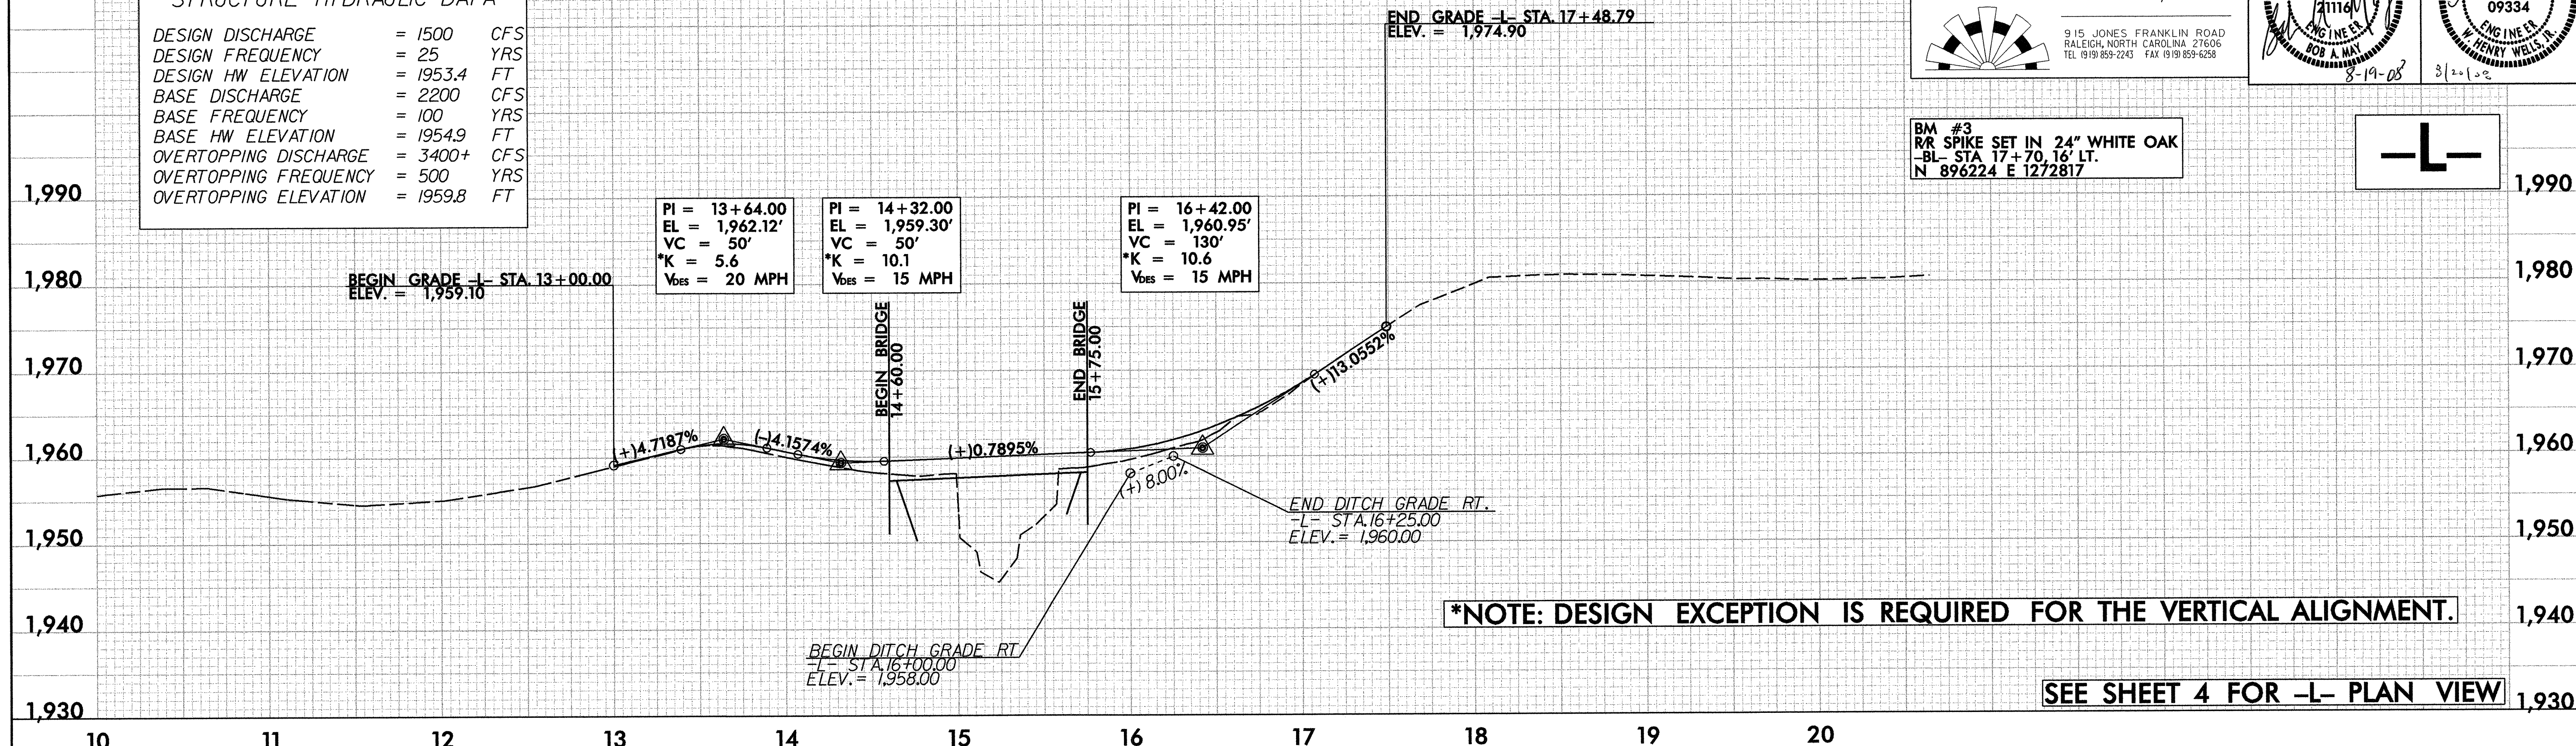 STRUCTURE HYDRAULIC DATA
DESIGN DISCHARGE = 1500 CFS
DESIGN FREQUENCY = 25 YRS
DESIGN HW ELEVATION = 1953.4 FT
BASE DISCHARGE = 2200 CFS
BASE FREQUENCY = 100 YRS
BASE HW ELEVATION = 1954.9 FT
OVERTOPPING DISCHARGE = 3400+ CFS
OVERTOPPING FREQUENCY = 500 YRS
OVERTOPPING ELEVATION = 1959.8 FT
END GRADE -L- STA. 17+48.79
ELEV. = 1,974.90
915 JONES FRANKLIN ROAD
RALEIGH, NORTH CAROLINA 27606
TEL (919) 859-2243 FAX (919) 859-6258
21116
ENGINEER
BOB A. MAY
8-19-08
09334
ENGINEER
W. HENRY WELLS, JR.
BM #3
R/R SPIKE SET IN 24" WHITE OAK
-BL- STA 17+70, 16' LT.
N 896224 E 1272817
-L-
PI = 13+64.00
EL = 1,962.12'
VC = 50'
*K = 5.6
VDES = 20 MPH
PI = 14+32.00
EL = 1,959.30'
VC = 50'
*K = 10.1
VDES = 15 MPH
PI = 16+42.00
EL = 1,960.95'
VC = 130'
*K = 10.6
VDES = 15 MPH
BEGIN GRADE -L- STA. 13+00.00
ELEV. = 1,959.10
BEGIN BRIDGE
14+60.00
END BRIDGE
15+75.00
(+)4.7187%
(-)4.1574%
(+)0.7895%
(+)13.0552%
(+) 8.00%
END DITCH GRADE RT.
-L- STA.16+25.00
ELEV.= 1,960.00
BEGIN DITCH GRADE RT
-L- STA.16+00.00
ELEV.= 1,958.00
*NOTE: DESIGN EXCEPTION IS REQUIRED FOR THE VERTICAL ALIGNMENT.
SEE SHEET 4 FOR -L- PLAN VIEW
1,990
1,980
1,970
1,960
1,950
1,940
1,930
1,990
1,980
1,970
1,960
1,950
1,940
1,930
10 11 12 13 14 15 16 17 18 19 20